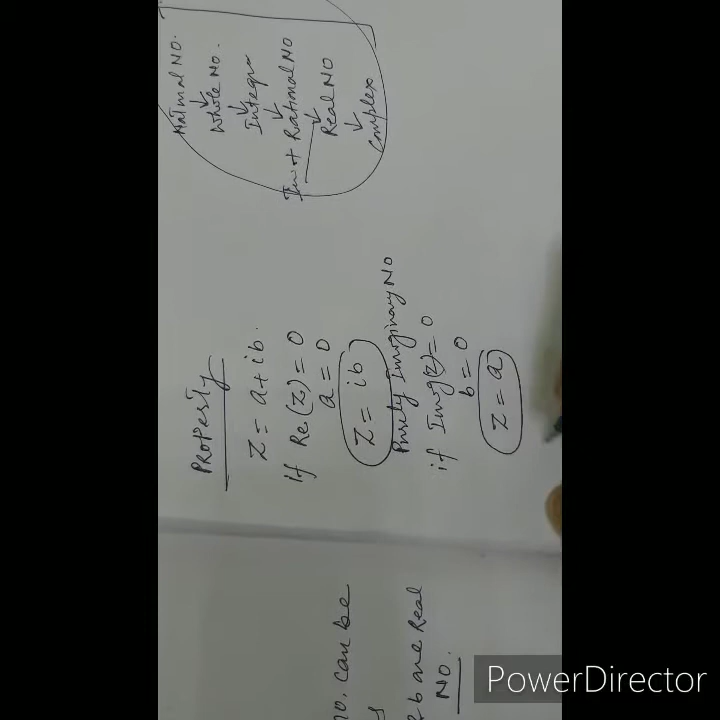 Natural NO.
↓
Whole NO.
↓
Integer
↓
Rational NO
↓
Real NO
↓
Complex
Property
Z = a + ib.
if Re(Z) = 0
a = 0
Z = ib
Purely Imaginary NO
if Img(Z) = 0
b = 0
Z = a
no. can be
b are Real
NO.
PowerDirector